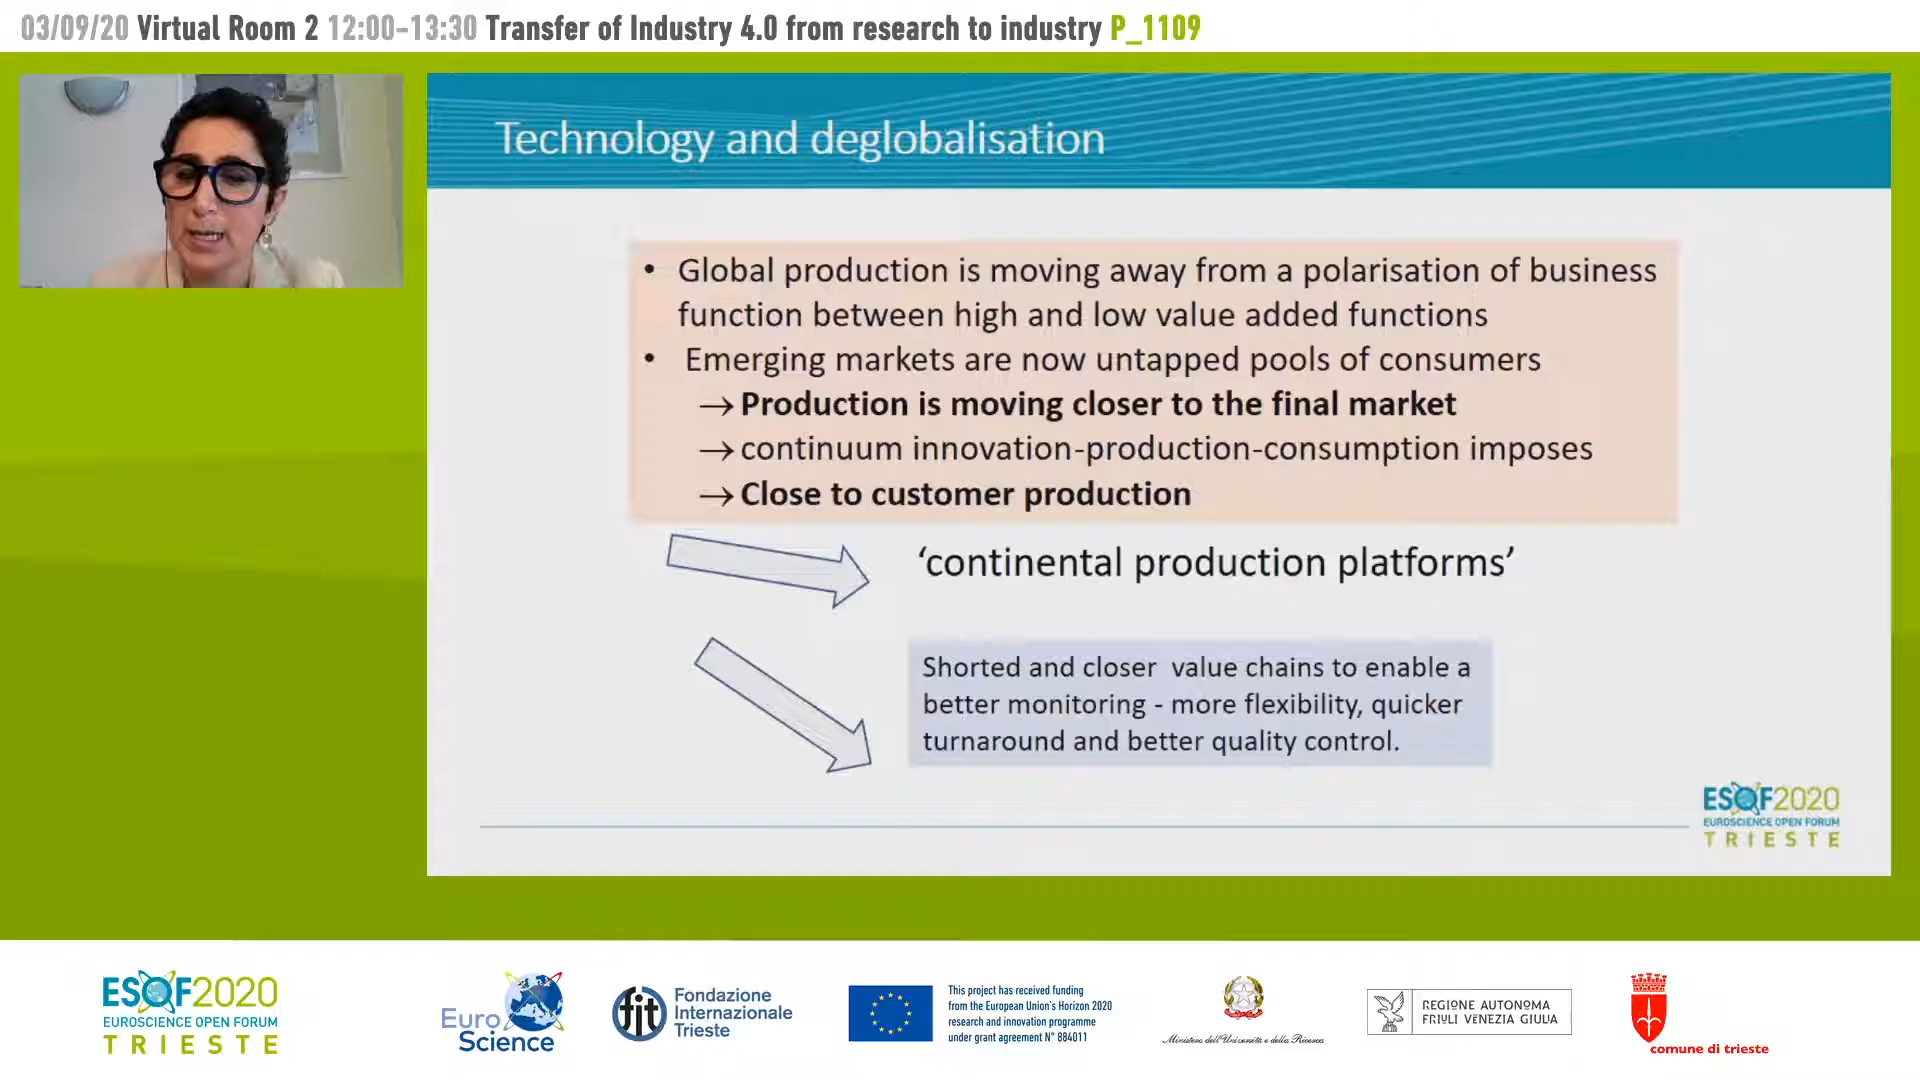 03/09/20 Virtual Room 2 12:00-13:30 Transfer of Industry 4.0 from research to industry P_1109
Technology and deglobalisation
• Global production is moving away from a polarisation of business
function between high and low value added functions
• Emerging markets are now untapped pools of consumers
→ Production is moving closer to the final market
→ continuum innovation-production-consumption imposes
→ Close to customer production
‘continental production platforms’
Shorted and closer value chains to enable a
better monitoring - more flexibility, quicker
turnaround and better quality control.
ESOF2020
EUROSCIENCE OPEN FORUM
TRIESTE
ESOF2020
EUROSCIENCE OPEN FORUM
TRIESTE
Euro
Science
fit
Fondazione
Internazionale
Trieste
This project has received funding
from the European Union's Horizon 2020
research and innovation programme
under grant agreement N° 884011
Ministero dell'Università e della Ricerca
REGIONE AUTONOMA
FRIULI VENEZIA GIULIA
comune di trieste